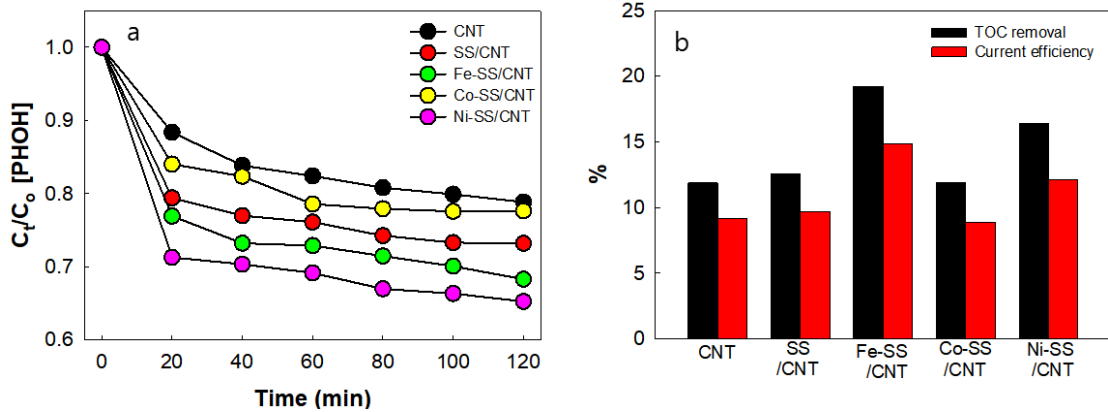 a
CNT
SS/CNT
Fe-SS/CNT
Co-SS/CNT
Ni-SS/CNT
1.0
0.9
0.8
0.7
0.6
Ct/Co [PHOH]
0 20 40 60 80 100 120
Time (min)
b
TOC removal
Current efficiency
25
20
15
10
5
0
%
CNT
SS
/CNT
Fe-SS
/CNT
Co-SS
/CNT
Ni-SS
/CNT